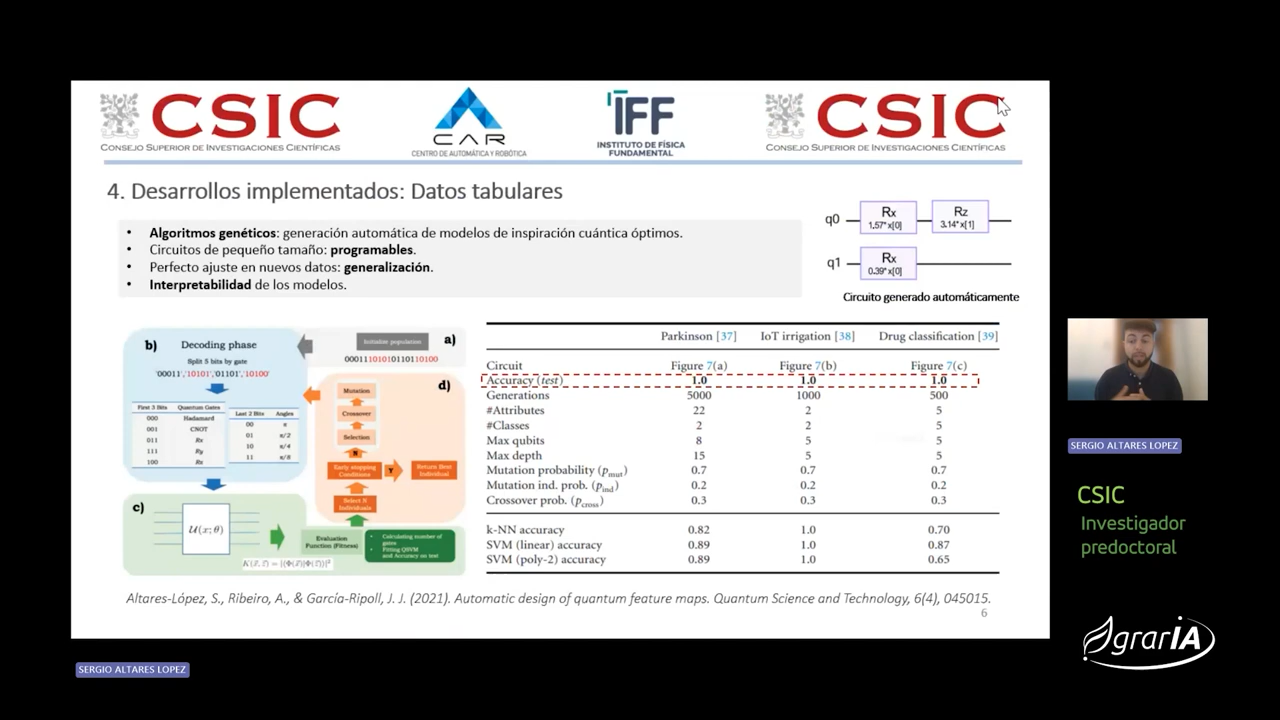 CSIC
CONSEJO SUPERIOR DE INVESTIGACIONES CIENTÍFICAS
CAR
CENTRO DE AUTOMÁTICA Y ROBÓTICA
IFF
INSTITUTO DE FÍSICA
FUNDAMENTAL
CSIC
CONSEJO SUPERIOR DE INVESTIGACIONES CIENTÍFICAS
4. Desarrollos implementados: Datos tabulares
• Algoritmos genéticos: generación automática de modelos de inspiración cuántica óptimos.
• Circuitos de pequeño tamaño: programables.
• Perfecto ajuste en nuevos datos: generalización.
• Interpretabilidad de los modelos.
q0 Rx 1,57* x[0] Rz 3.14* x[1]
q1 Rx 0.39* x[0]
Circuito generado automáticamente
b) Decoding phase
Split 5 bits by gate
'00011','10101','01101','10100'
First 3 Bits Quantum Gates
000 Hadamard
001 CNOT
011 Rx
111 Ry
100 Rz
Last 2 Bits Angles
00 π
01 π/2
10 π/4
11 π/8
a) Initialize population
00011101010110110100
d)
Mutation
Crossover
Selection
N
Early stopping Conditions
Y
Return Best Individual
Select N Individuals
c)
U(x;θ)
Evaluation Function (Fitness)
• Calculating number of gates
• Fitting QSVM and Accuracy on test
Parkinson [37] IoT irrigation [38] Drug classification [39]
Circuit Figure 7(a) Figure 7(b) Figure 7(c)
Accuracy (test) 1.0 1.0 1.0
Generations 5000 1000 500
#Attributes 22 2 5
#Classes 2 2 5
Max qubits 8 5 5
Max depth 15 5 5
Mutation probability (pmut) 0.7 0.7 0.7
Mutation ind. prob. (pind) 0.2 0.2 0.2
Crossover prob. (pcross) 0.3 0.3 0.3
k-NN accuracy 0.82 1.0 0.70
SVM (linear) accuracy 0.89 1.0 0.87
SVM (poly-2) accuracy 0.89 1.0 0.65
Altares-López, S., Ribeiro, A., & García-Ripoll, J. J. (2021). Automatic design of quantum feature maps. Quantum Science and Technology, 6(4), 045015.
6
SERGIO ALTARES LOPEZ
SERGIO ALTARES LOPEZ
CSIC
Investigador
predoctoral
AgrarIA